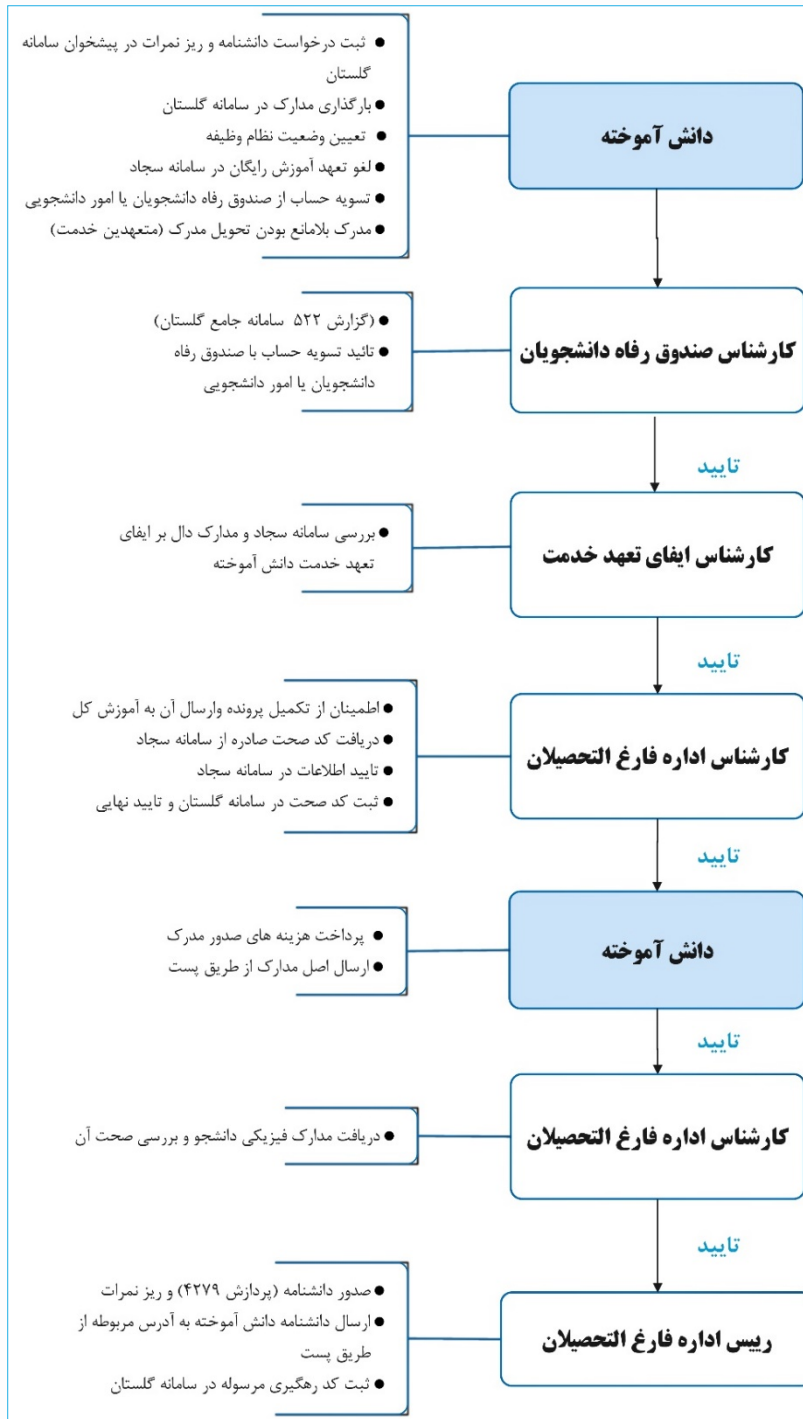 دانش آموخته
● ثبت درخواست دانشنامه و ریز نمرات در پیشخوان سامانه
گلستان
● بارگذاری مدارک در سامانه گلستان
● تعیین وضعیت نظام وظیفه
● لغو تعهد آموزش رایگان در سامانه سجاد
● تسویه حساب از صندوق رفاه دانشجویان یا امور دانشجویی
● مدرک بلامانع بودن تحویل مدرک (متعهدین خدمت)
کارشناس صندوق رفاه دانشجویان
● (گزارش ۵۲۲ سامانه جامع گلستان)
● تائید تسویه حساب با صندوق رفاه
دانشجویان یا امور دانشجویی
تایید
کارشناس ایفای تعهد خدمت
● بررسی سامانه سجاد و مدارک دال بر ایفای
تعهد خدمت دانش آموخته
تایید
کارشناس اداره فارغ التحصیلان
● اطمینان از تکمیل پرونده وارسال آن به آموزش کل
● دریافت کد صحت صادره از سامانه سجاد
● تایید اطلاعات در سامانه سجاد
● ثبت کد صحت در سامانه گلستان و تایید نهایی
تایید
دانش آموخته
● پرداخت هزینه های صدور مدرک
● ارسال اصل مدارک از طریق پست
تایید
کارشناس اداره فارغ التحصیلان
● دریافت مدارک فیزیکی دانشجو و بررسی صحت آن
تایید
رییس اداره فارغ التحصیلان
● صدور دانشنامه (پردازش ۴۲۷۹) و ریز نمرات
● ارسال دانشنامه دانش آموخته به آدرس مربوطه از
طریق پست
● ثبت کد رهگیری مرسوله در سامانه گلستان